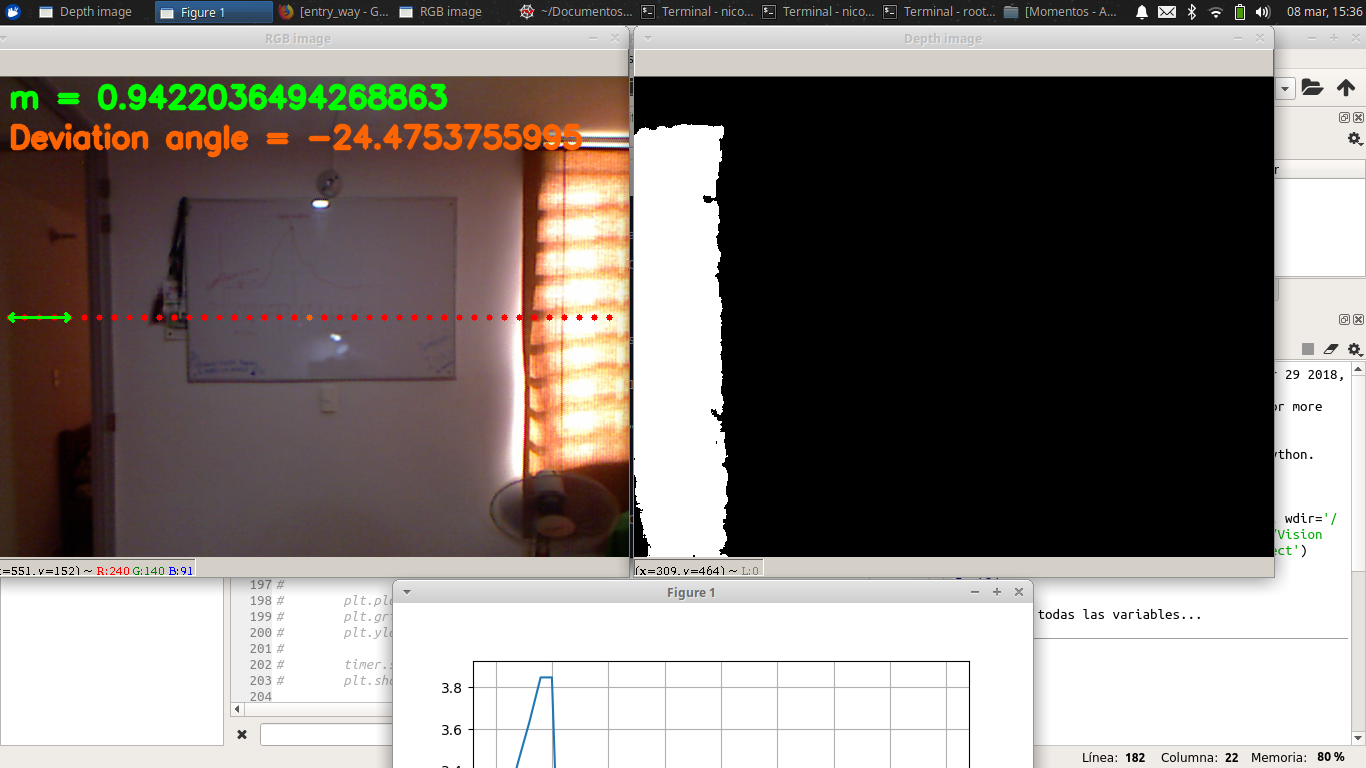 Depth image
Figure 1
[entry_way - G...
RGB image
~/Documentos...
Terminal - nico...
Terminal - nico...
Terminal - root...
[Momentos - A...
08 mar, 15:36
RGB image
Depth image
m = 0.9422036494268863
Deviation angle = -24.4753755995
29 2018,
or more
ython.
wdir='/
/Vision
ect')
x=551, y=152) ~ R:240 G:140 B:91
(x=309, y=464) ~ L:0
197 #
198 # plt.plo
199 # plt.gr
200 # plt.yl
201 #
202 # timer.s
203 # plt.sho
204
Figure 1
todas las variables...
3.8
3.6
3.4
Línea: 182 Columna: 22 Memoria: 80 %